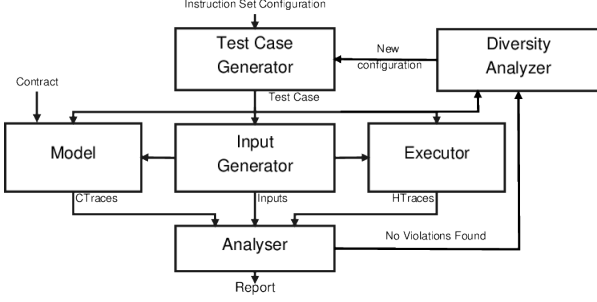 Instruction Set Configuration
Test Case
Generator
New
configuration
Diversity
Analyzer
Contract
Test Case
Model
Input
Generator
Executor
CTraces
Inputs
HTraces
Analyser
No Violations Found
Report